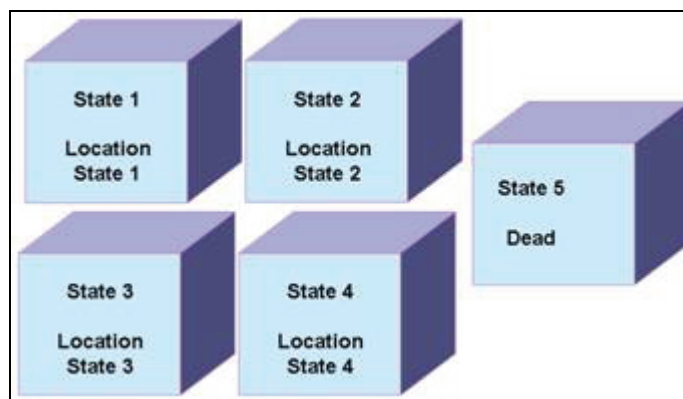 State 1
Location
State 1
State 2
Location
State 2
State 5
Dead
State 3
Location
State 3
State 4
Location
State 4